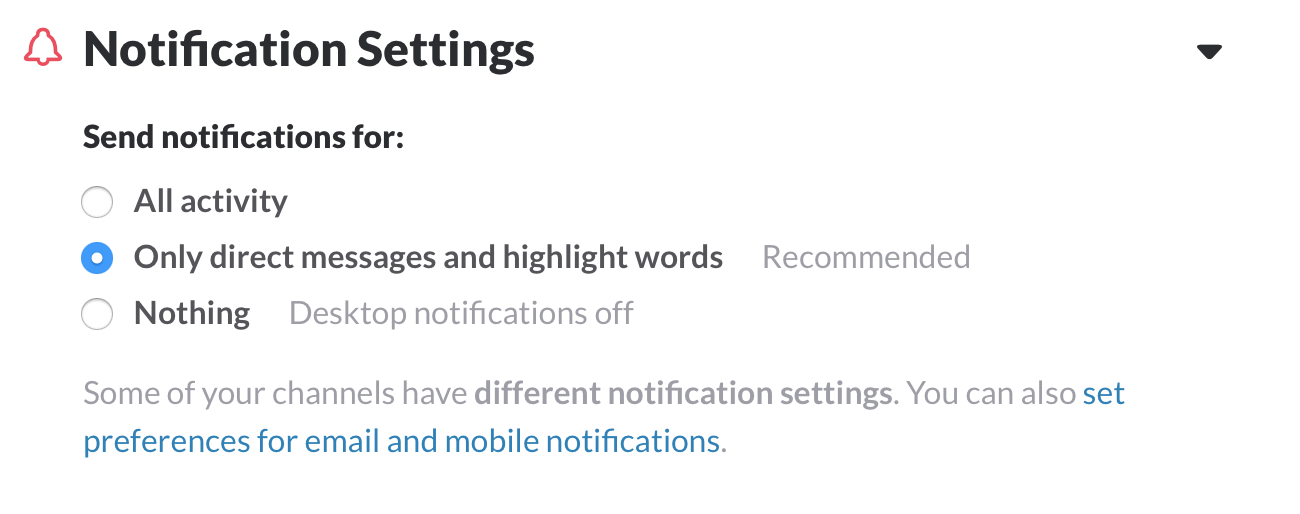 Notification Settings
Send notifications for:
All activity
Only direct messages and highlight words Recommended
Nothing Desktop notifications off
Some of your channels have different notification settings. You can also set
preferences for email and mobile notifications.